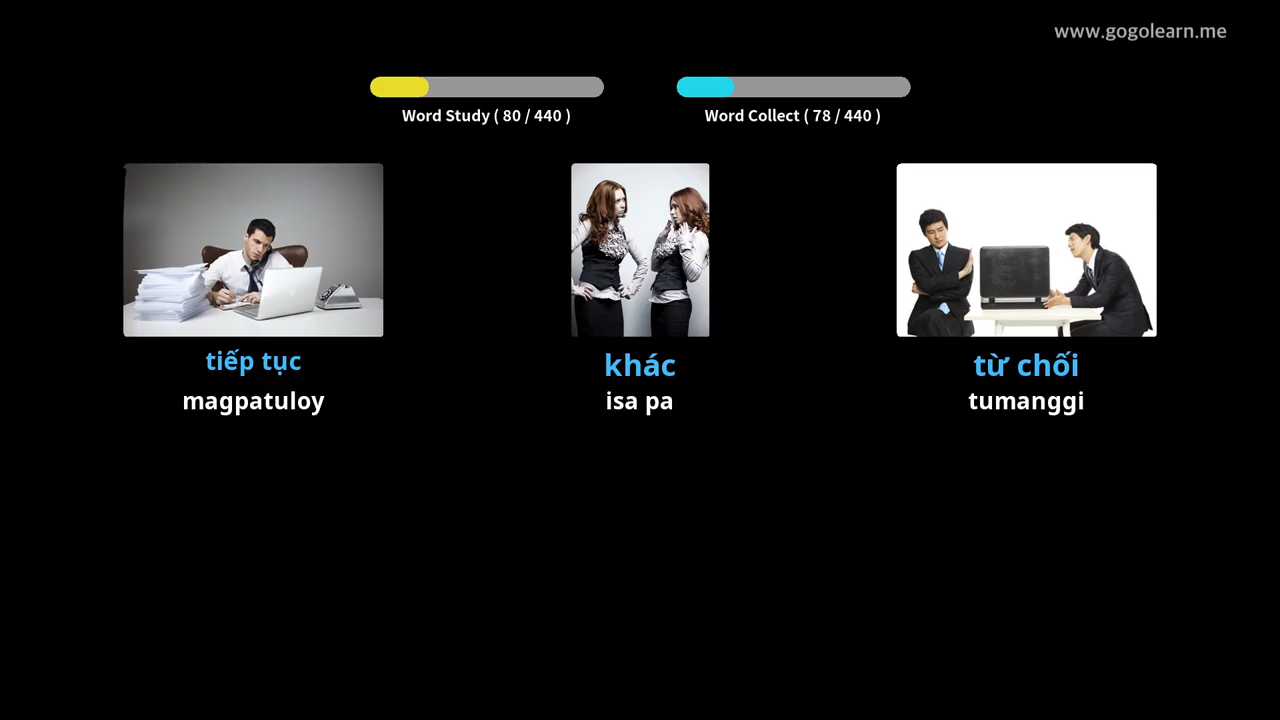 www.gogolearn.me
Word Study ( 80 / 440 )
Word Collect ( 78 / 440 )
tiếp tục
magpatuloy
khác
isa pa
từ chối
tumanggi